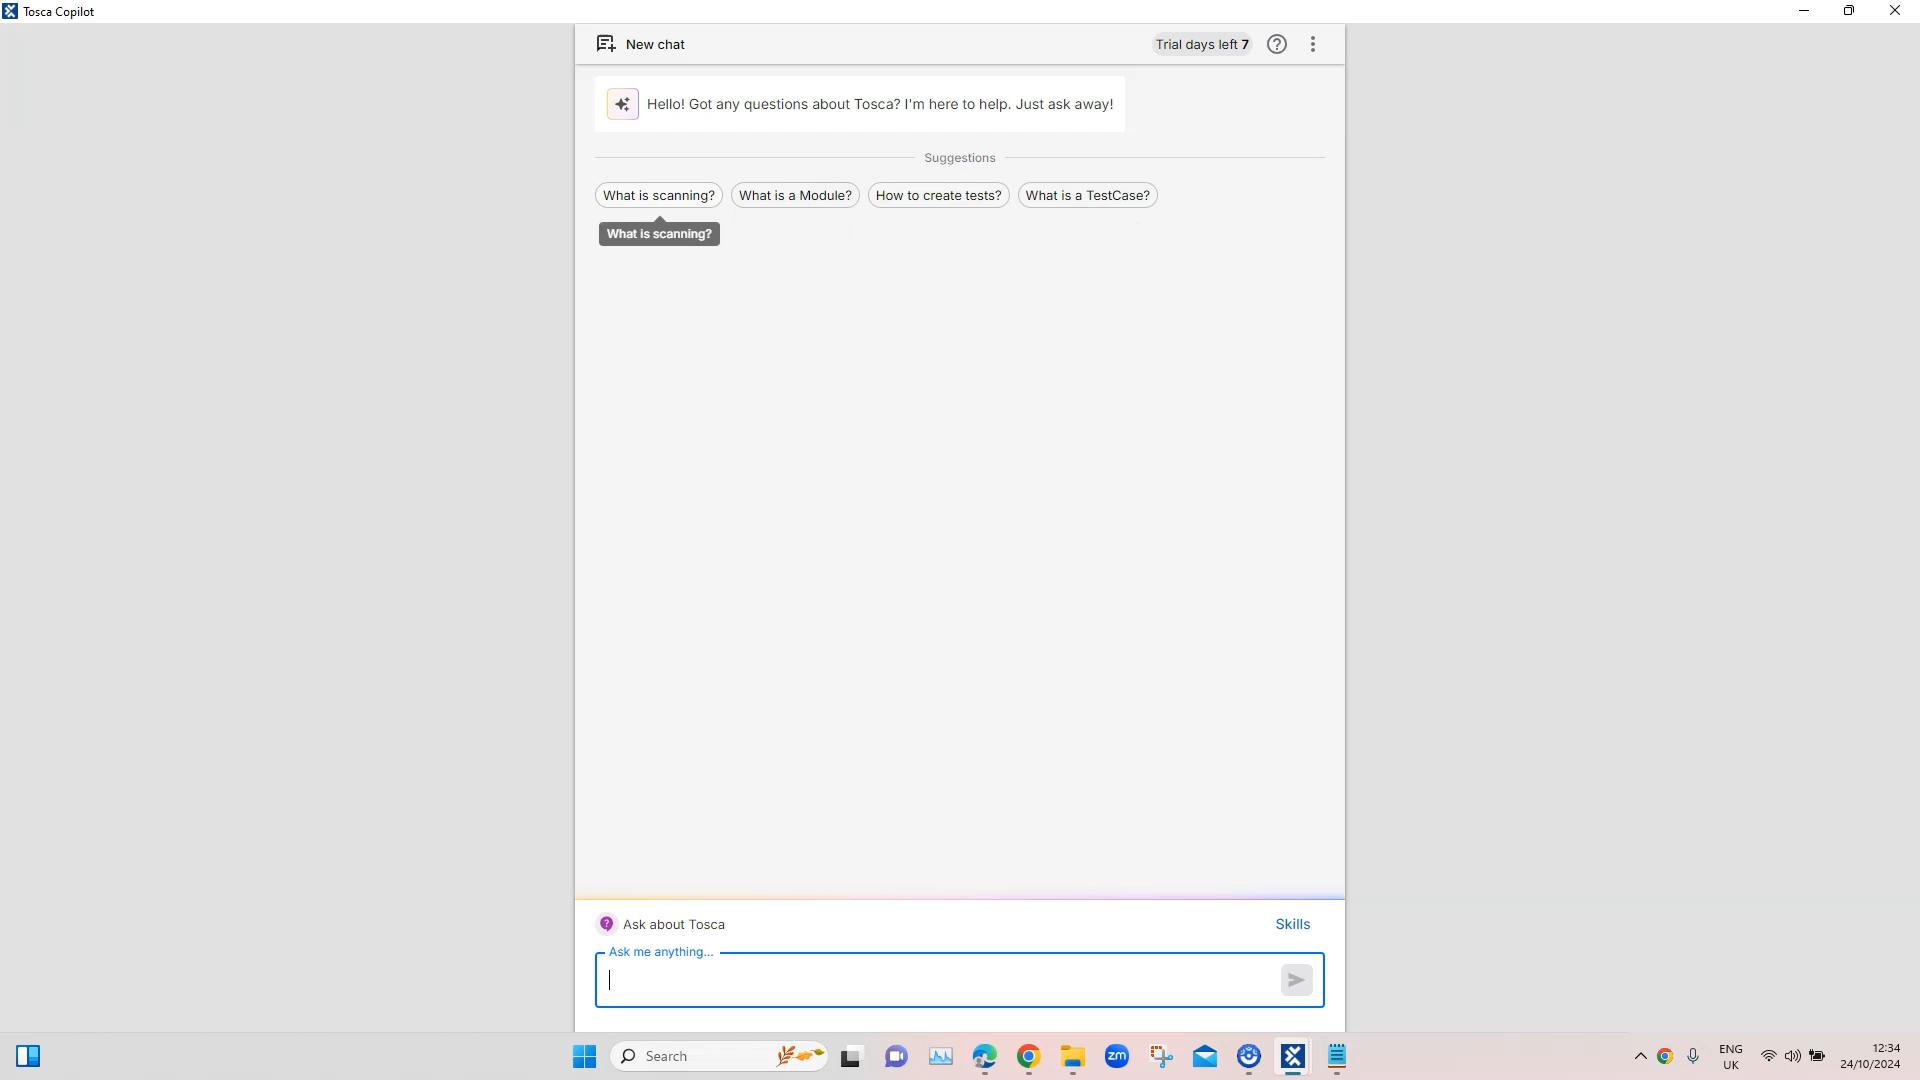 Tosca Copilot
New chat
Trial days left 7
Hello! Got any questions about Tosca? I'm here to help. Just ask away!
Suggestions
What is scanning?
What is a Module?
How to create tests?
What is a TestCase?
What is scanning?
Ask about Tosca
Skills
Ask me anything...
Search
zm
ENG
UK
12:34
24/10/2024